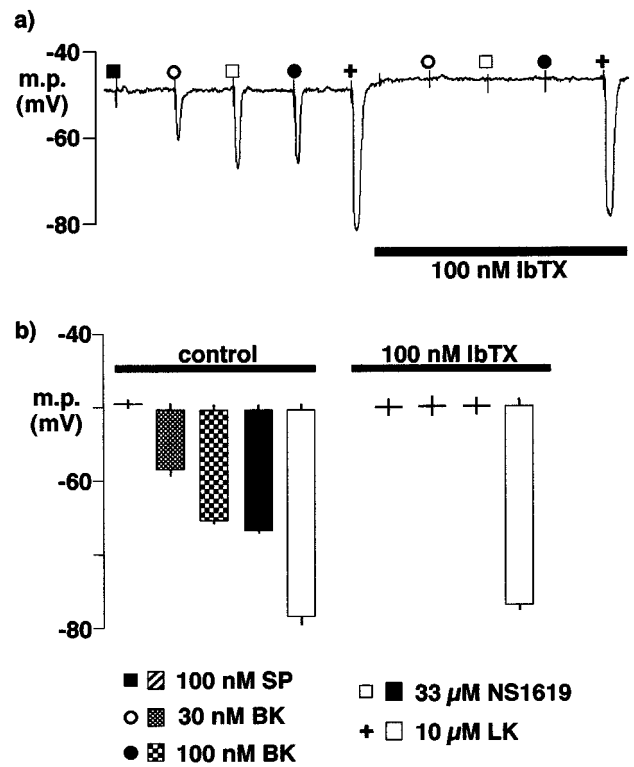 a)
-40
m.p.
(mV)
-60
-80
100 nM IbTX
b)
-40
control
100 nM IbTX
m.p.
(mV)
-60
-80
100 nM SP
30 nM BK
100 nM BK
33 µM NS1619
10 µM LK